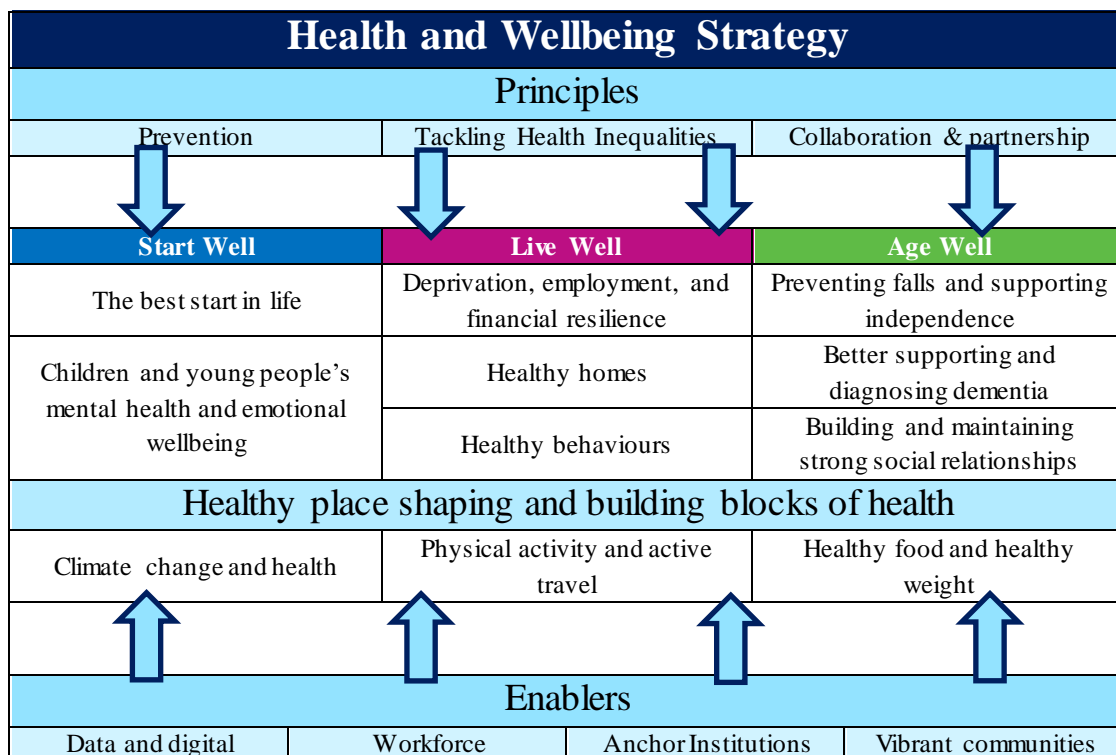 Health and Wellbeing Strategy
Principles
Prevention
Tackling Health Inequalities
Collaboration & partnership
Start Well
Live Well
Age Well
The best start in life
Deprivation, employment, and
financial resilience
Preventing falls and supporting
independence
Children and young people’s
mental health and emotional
wellbeing
Healthy homes
Better supporting and
diagnosing dementia
Healthy behaviours
Building and maintaining
strong social relationships
Healthy place shaping and building blocks of health
Climate change and health
Physical activity and active
travel
Healthy food and healthy
weight
Enablers
Data and digital
Workforce
Anchor Institutions
Vibrant communities